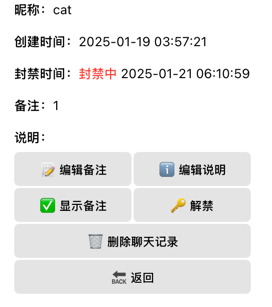 昵称：cat
创建时间：2025-01-19 03:57:21
封禁时间：封禁中 2025-01-21 06:10:59
备注：1
说明：
📝 编辑备注 ℹ️ 编辑说明
✅ 显示备注 🔑 解禁
🗑️ 删除聊天记录
🔙 返回